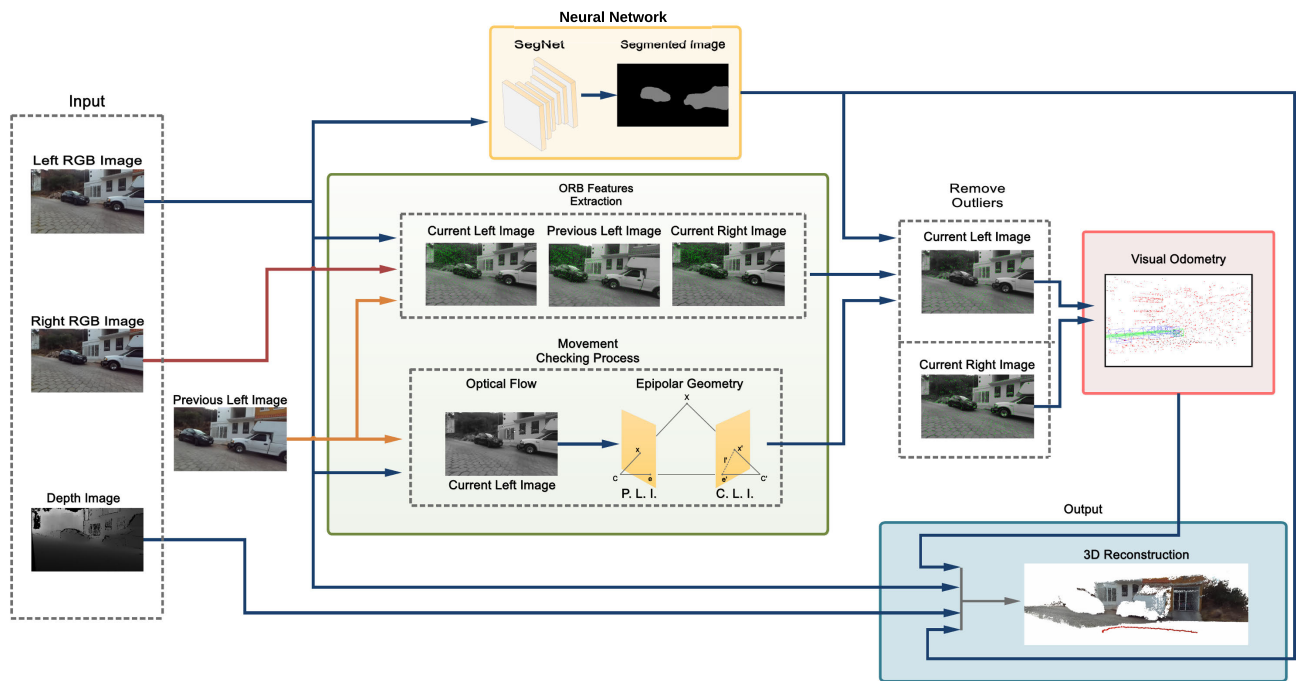 Neural Network
SegNet
Segmented Image
Input
Left RGB Image
Right RGB Image
Previous Left Image
Depth Image
ORB Features
Extraction
Current Left Image
Previous Left Image
Current Right Image
Movement
Checking Process
Optical Flow
Current Left Image
Epipolar Geometry
X
x
x'
l'
C
e
e'
C'
P. L. I.
C. L. I.
Remove
Outliers
Current Left Image
Current Right Image
Visual Odometry
Output
3D Reconstruction